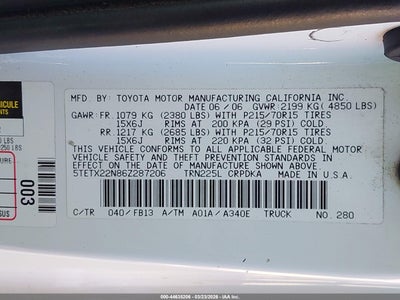 MFD. BY: TOYOTA MOTOR MANUFACTURING CALIFORNIA INC.
DATE 06/06 GVWR:2199 KG(4850 LBS)
GAWR:FR.1079 KG (2380 LBS) WITH P215/70R15 TIRES
15X6J RIMS AT 200 KPA (29 PSI) COLD.
RR 1217 KG (2685 LBS) WITH P215/70R15 TIRES
15X6J RIMS AT 220 KPA (32 PSI) COLD.
THIS VEHICLE CONFORMS TO ALL APPLICABLE FEDERAL MOTOR
VEHICLE SAFETY AND THEFT PREVENTION STANDARDS IN
EFFECT ON THE DATE OF MANUFACTURE SHOWN ABOVE.
5TETX22N86Z287206 TRN225L CRPDKA MADE IN U.S.A.
C/TR 040/FB13 A/TM A01A/A340E TRUCK NO.280
003
44638206 - 03/23/2026 - IAA Inc.